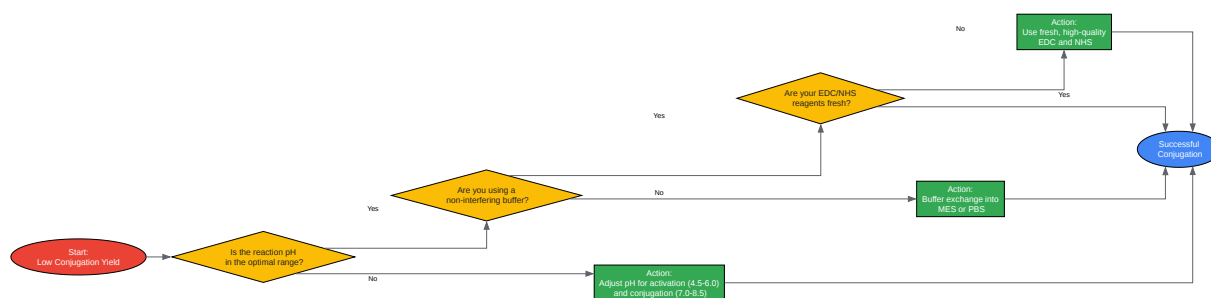 Start:
Low Conjugation Yield
Is the reaction pH
in the optimal range?
Yes
No
Are you using a
non-interfering buffer?
Yes
No
Action:
Adjust pH for activation (4.5-6.0)
and conjugation (7.0-8.5)
Are your EDC/NHS
reagents fresh?
No
Yes
Action:
Buffer exchange into
MES or PBS
Action:
Use fresh, high-quality
EDC and NHS
Successful
Conjugation